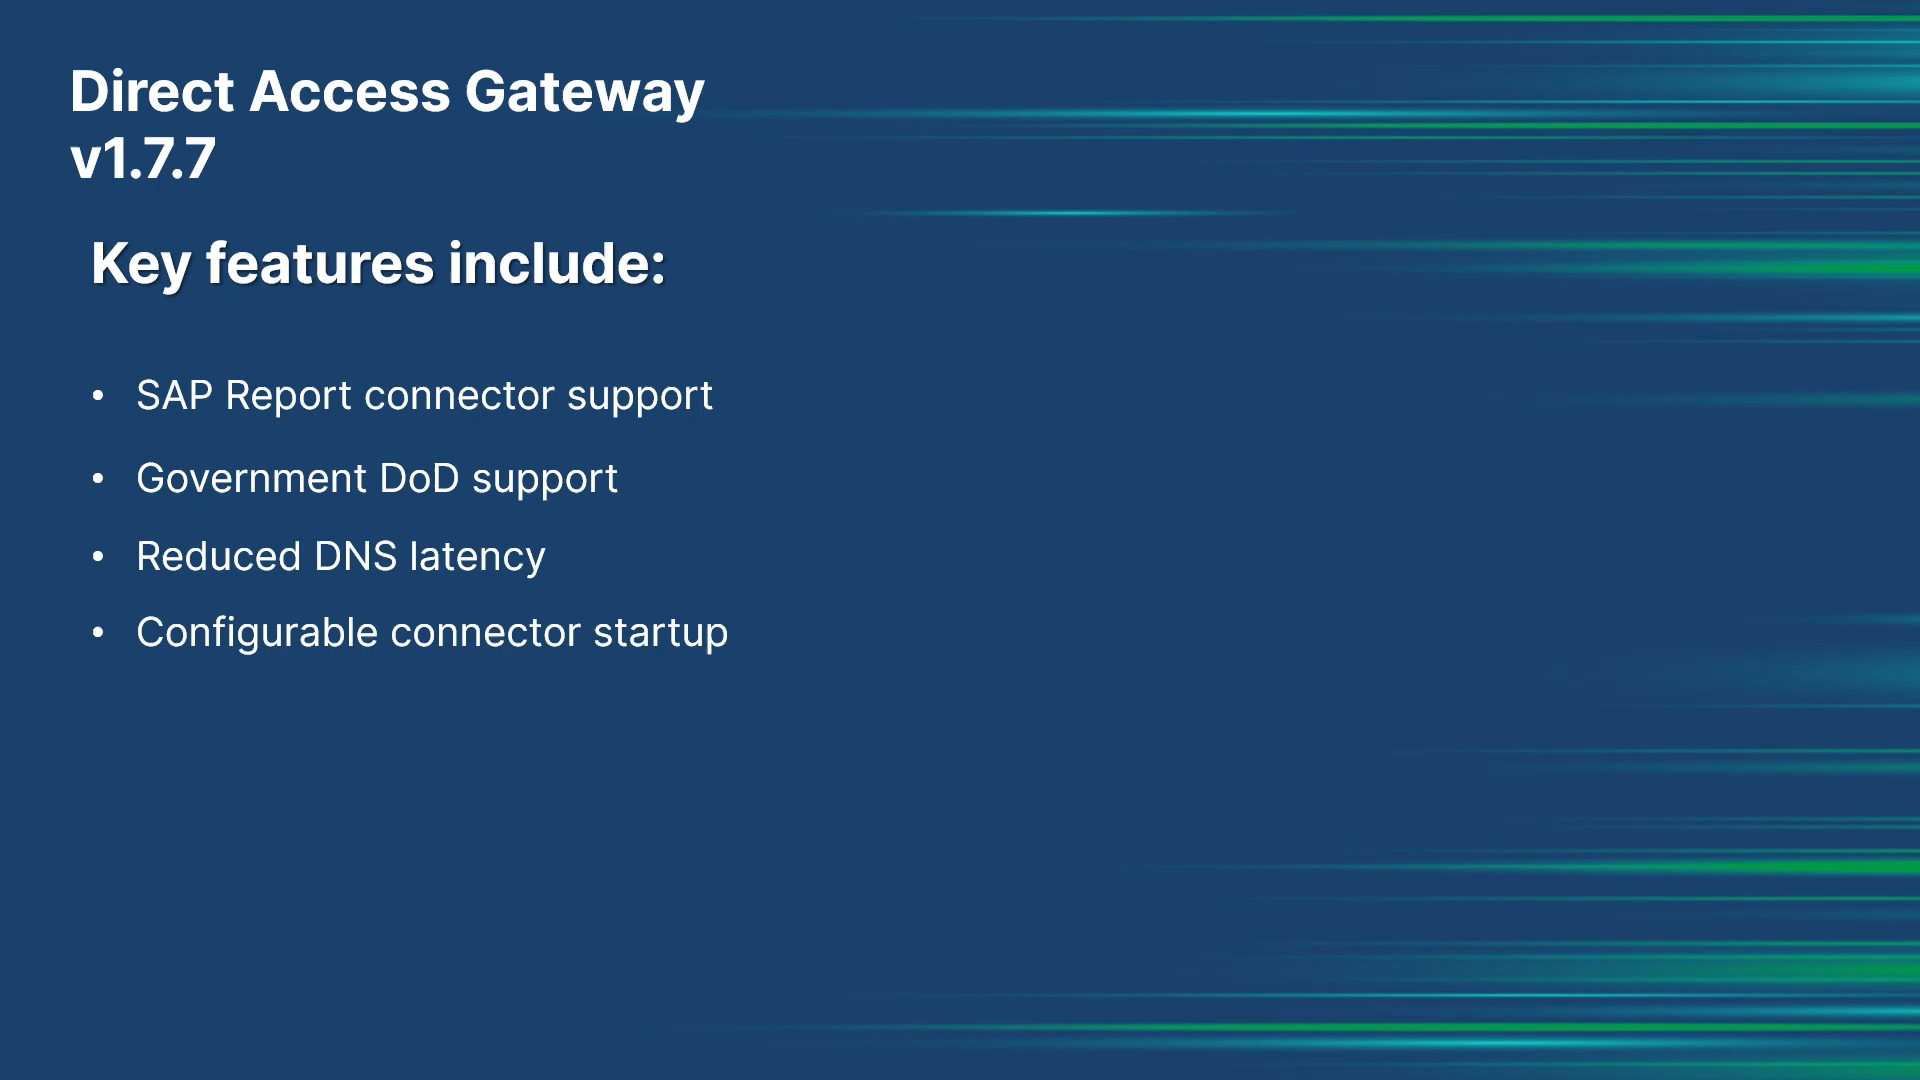 Direct Access Gateway
v1.7.7
Key features include:
• SAP Report connector support
• Government DoD support
• Reduced DNS latency
• Configurable connector startup